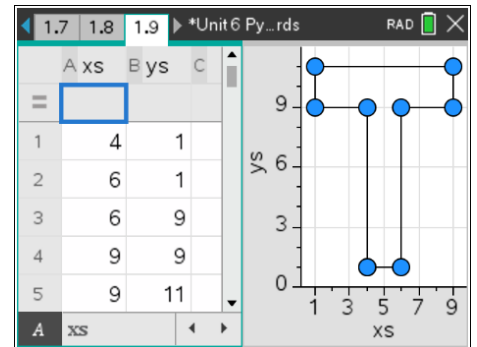 1.7 1.8 1.9 *Unit 6 Py...rds RAD
A xs B ys C
=
1 4 1
2 6 1
3 6 9
4 9 9
5 9 11
A xs
ys
9
6
3
0
1 3 5 7 9
xs